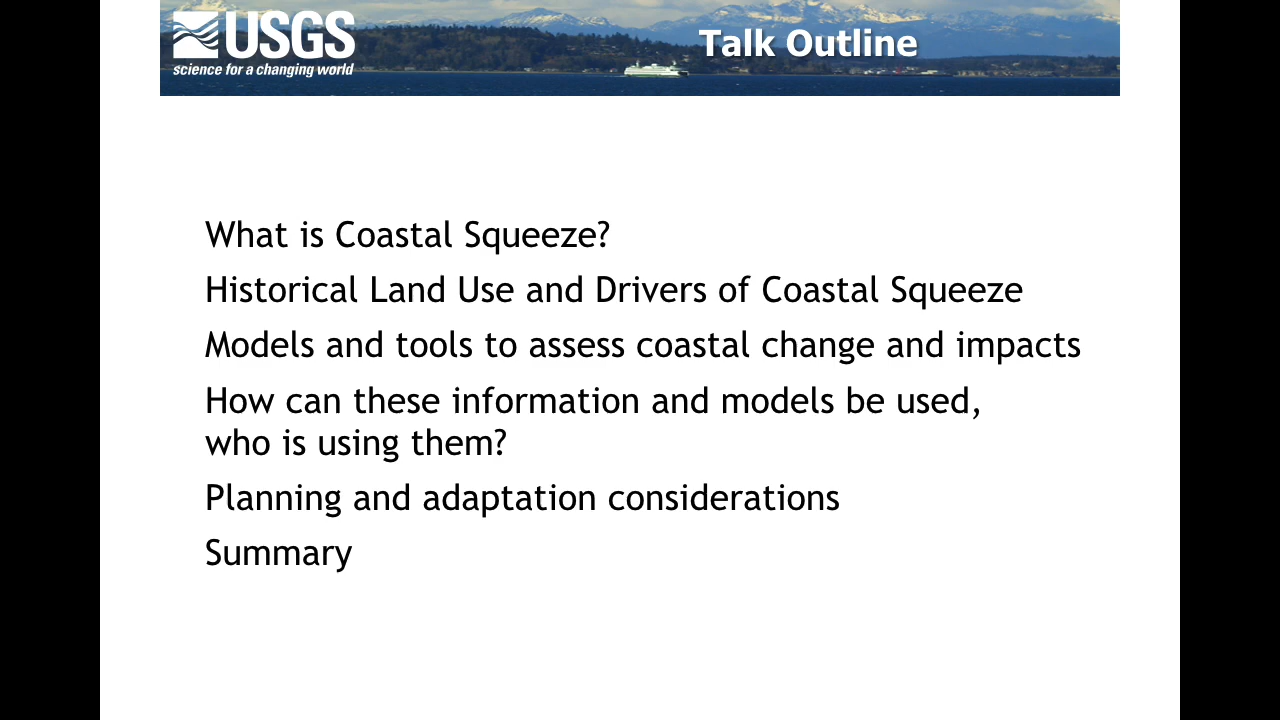 USGS
science for a changing world
Talk Outline
What is Coastal Squeeze?
Historical Land Use and Drivers of Coastal Squeeze
Models and tools to assess coastal change and impacts
How can these information and models be used,
who is using them?
Planning and adaptation considerations
Summary